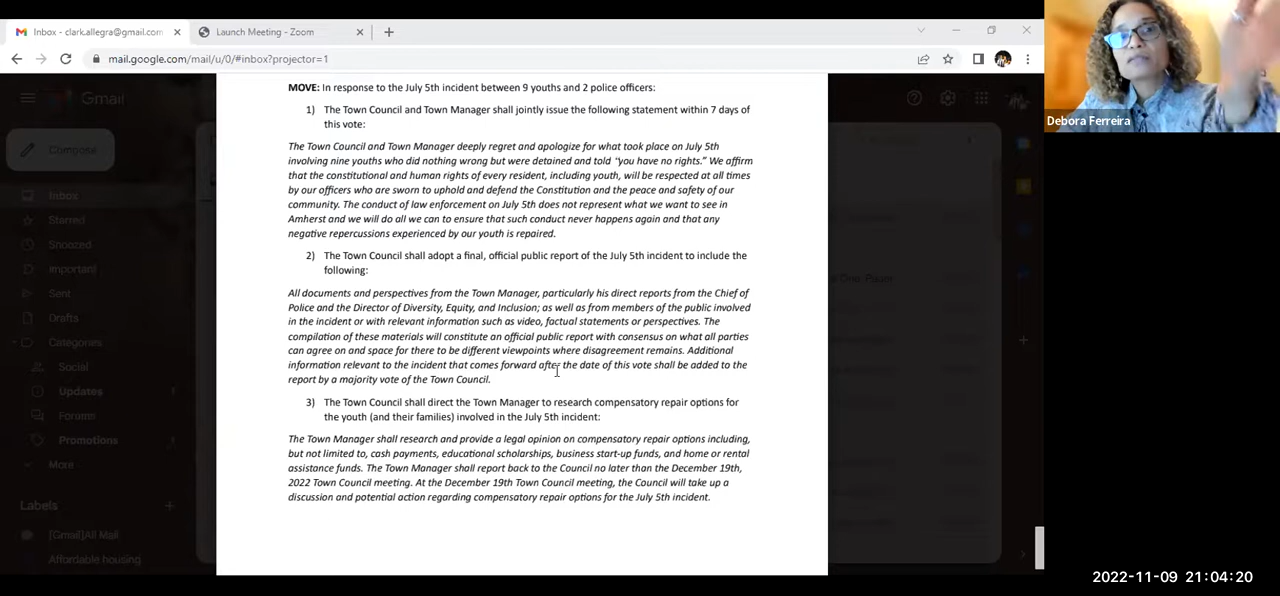 Inbox - clark.allegra@gmail.com
Launch Meeting - Zoom
mail.google.com/mail/u/0/#inbox?projector=1
Debora Ferreira
Gmail
Compose
Inbox
Starred
Snoozed
Important
Sent
Drafts
Categories
Social
Updates
Forums
Promotions
More
Labels
[Gmail]All Mail
Affordable housing
MOVE: In response to the July 5th incident between 9 youths and 2 police officers:
1) The Town Council and Town Manager shall jointly issue the following statement within 7 days of
this vote:
The Town Council and Town Manager deeply regret and apologize for what took place on July 5th
involving nine youths who did nothing wrong but were detained and told “you have no rights.” We affirm
that the constitutional and human rights of every resident, including youth, will be respected at all times
by our officers who are sworn to uphold and defend the Constitution and the peace and safety of our
community. The conduct of law enforcement on July 5th does not represent what we want to see in
Amherst and we will do all we can to ensure that such conduct never happens again and that any
negative repercussions experienced by our youth is repaired.
2) The Town Council shall adopt a final, official public report of the July 5th incident to include the
following:
All documents and perspectives from the Town Manager, particularly his direct reports from the Chief of
Police and the Director of Diversity, Equity, and Inclusion; as well as from members of the public involved
in the incident or with relevant information such as video, factual statements or perspectives. The
compilation of these materials will constitute an official public report with consensus on what all parties
can agree on and space for there to be different viewpoints where disagreement remains. Additional
information relevant to the incident that comes forward after the date of this vote shall be added to the
report by a majority vote of the Town Council.
3) The Town Council shall direct the Town Manager to research compensatory repair options for
the youth (and their families) involved in the July 5th incident:
The Town Manager shall research and provide a legal opinion on compensatory repair options including,
but not limited to, cash payments, educational scholarships, business start-up funds, and home or rental
assistance funds. The Town Manager shall report back to the Council no later than the December 19th,
2022 Town Council meeting. At the December 19th Town Council meeting, the Council will take up a
discussion and potential action regarding compensatory repair options for the July 5th incident.
2022-11-09 21:04:20